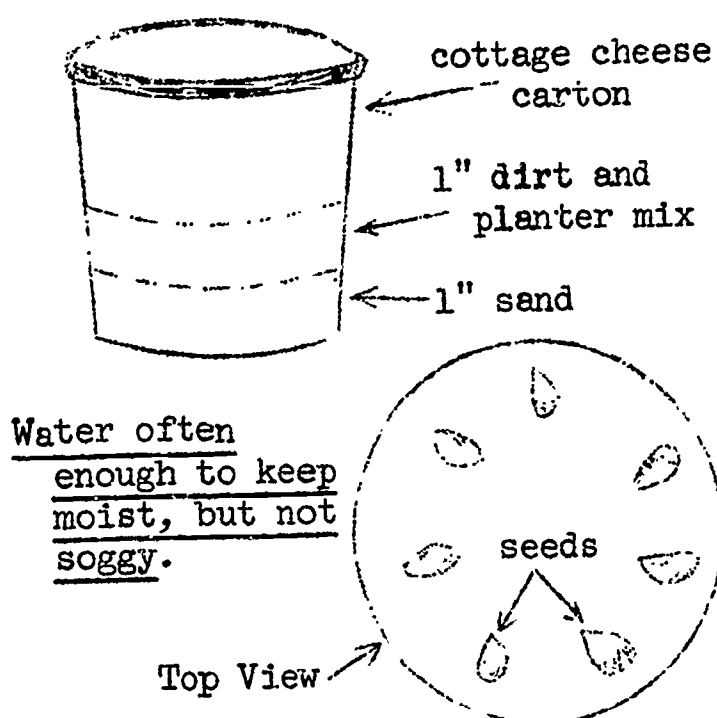 cottage cheese
carton
1" dirt and
planter mix
1" sand
Water often
enough to keep
moist, but not
soggy.
seeds
Top View